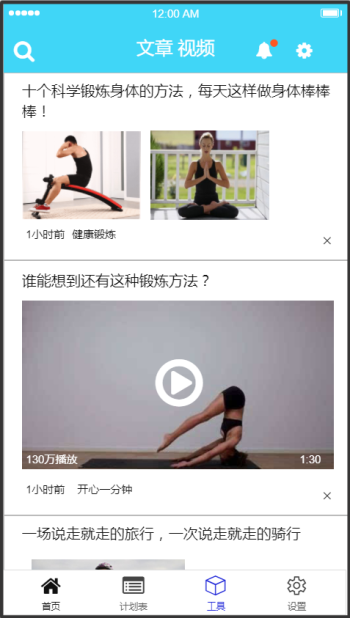 12:00 AM
文章 视频
十个科学锻炼身体的方法，每天这样做身体棒棒
棒！
1小时前 健康锻炼
谁能想到还有这种锻炼方法？
130万播放 1:30
1小时前 开心一分钟
一场说走就走的旅行，一次说走就走的骑行
首页 计划表 工具 设置